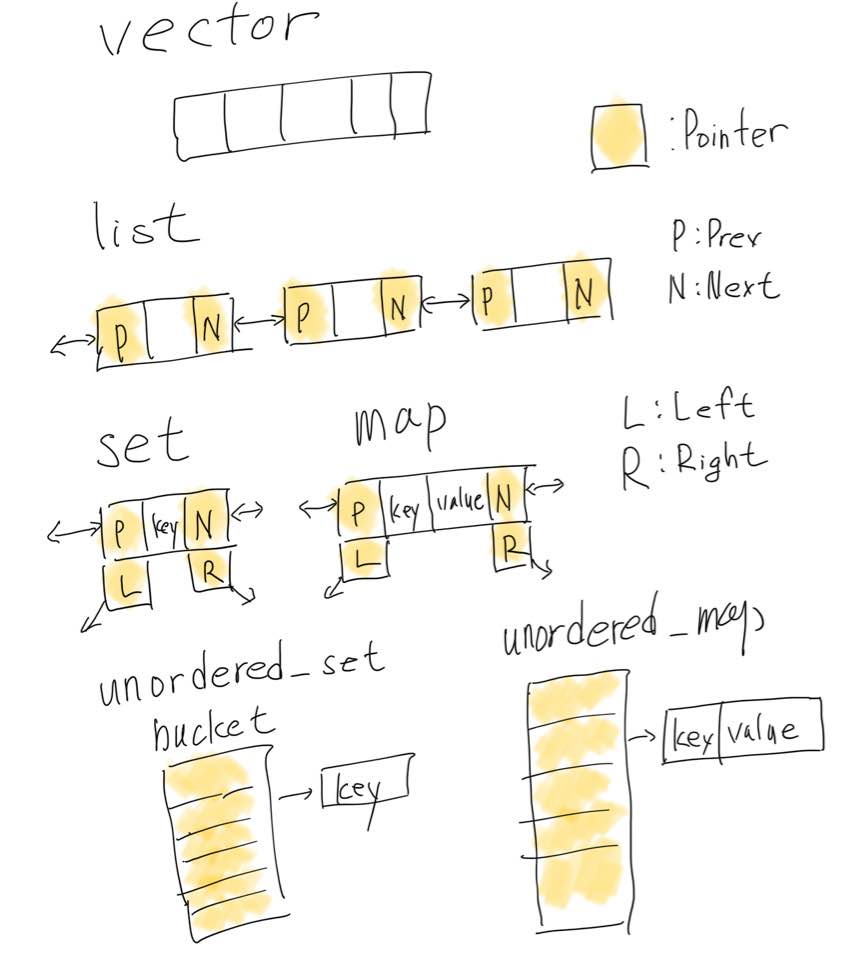 vector
:Pointer
list
P:Prev
N:Next
P N P N P N
set
map
L:Left
R:Right
P key N
L R
P key value N
L R
unordered_set
unordered_map
bucket
key
key value